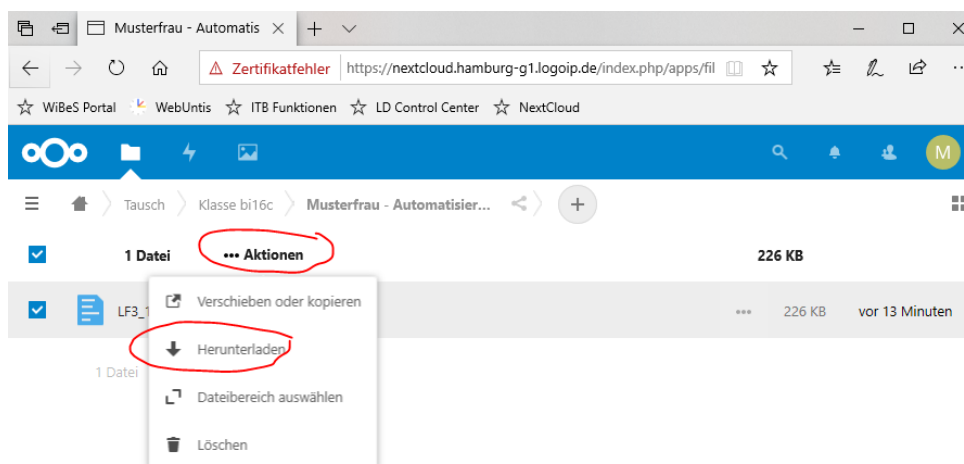 Musterfrau - Automatis
Zertifikatfehler https://nextcloud.hamburg-g1.logoip.de/index.php/apps/fil
WiBeS Portal WebUntis ITB Funktionen LD Control Center NextCloud
M
Tausch Klasse bi16c Musterfrau - Automatisier... +
1 Datei ••• Aktionen 226 KB
Verschieben oder kopieren
LF3_1 ••• 226 KB vor 13 Minuten
Herunterladen
1 Datei
Dateibereich auswählen
Löschen